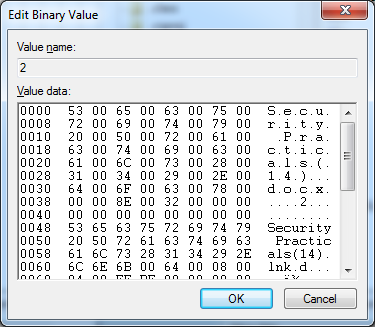 Edit Binary Value
Value name:
2
Value data:
0000 53 00 65 00 63 00 75 00 S.e.c.u.
0008 72 00 69 00 74 00 79 00 r.i.t.y.
0010 20 00 50 00 72 00 61 00  .P.r.a.
0018 63 00 74 00 69 00 63 00 c.t.i.c.
0020 61 00 6C 00 73 00 28 00 a.l.s.(.
0028 31 00 34 00 29 00 2E 00 1.4.)...
0030 64 00 6F 00 63 00 78 00 d.o.c.x.
0038 00 00 8E 00 32 00 00 00 ....2...
0040 00 00 00 00 00 00 00 00 ........
0048 53 65 63 75 72 69 74 79 Security
0050 20 50 72 61 63 74 69 63  Practic
0058 61 6C 73 28 31 34 29 2E als(14).
0060 6C 6E 6B 00 64 00 08 00 lnk.d...
OK Cancel